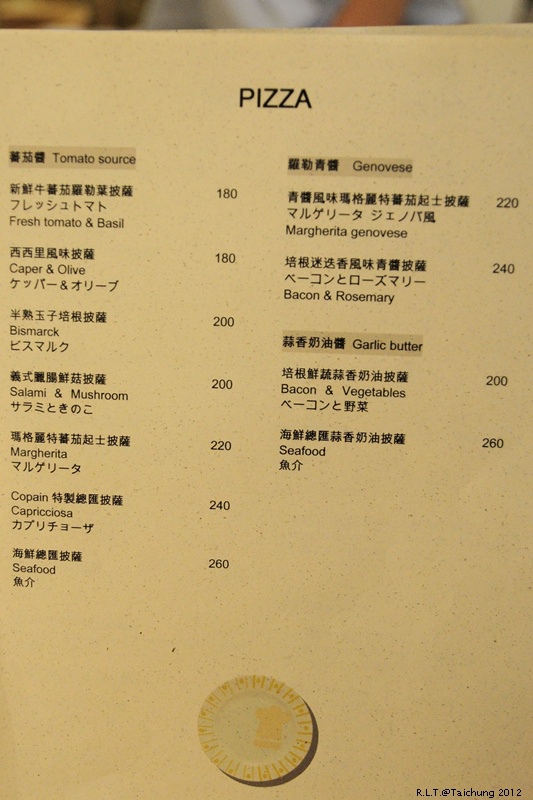 PIZZA
蕃茄醬 Tomato source
新鮮牛蕃茄羅勒葉披薩 180
フレッシュトマト
Fresh tomato & Basil
西西里風味披薩 180
Caper & Olive
ケッパー＆オリーブ
半熟玉子培根披薩 200
Bismarck
ビスマルク
義式臘腸鮮菇披薩 200
Salami & Mushroom
サラミときのこ
瑪格麗特蕃茄起士披薩 220
Margherita
マルゲリータ
Copain 特製總匯披薩 240
Capricciosa
カプリチョーザ
海鮮總匯披薩 260
Seafood
魚介
羅勒青醬 Genovese
青醬風味瑪格麗特蕃茄起士披薩 220
マルゲリータ ジェノバ風
Margherita genovese
培根迷迭香風味青醬披薩 240
ベーコンとローズマリー
Bacon & Rosemary
蒜香奶油醬 Garlic butter
培根鮮蔬蒜香奶油披薩 200
Bacon & Vegetables
ベーコンと野菜
海鮮總匯蒜香奶油披薩 260
Seafood
魚介
R.L.T.@Taichung 2012